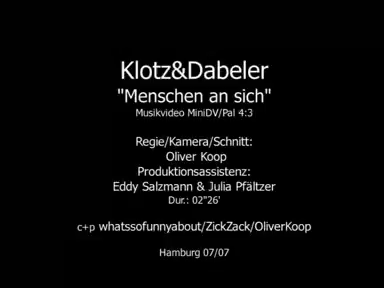 Klotz&Dabeler
"Menschen an sich"
Musikvideo MiniDV/Pal 4:3
Regie/Kamera/Schnitt:
Oliver Koop
Produktionsassistenz:
Eddy Salzmann & Julia Pfältzer
Dur.: 02"26'
c+p whatssofunnyabout/ZickZack/OliverKoop
Hamburg 07/07